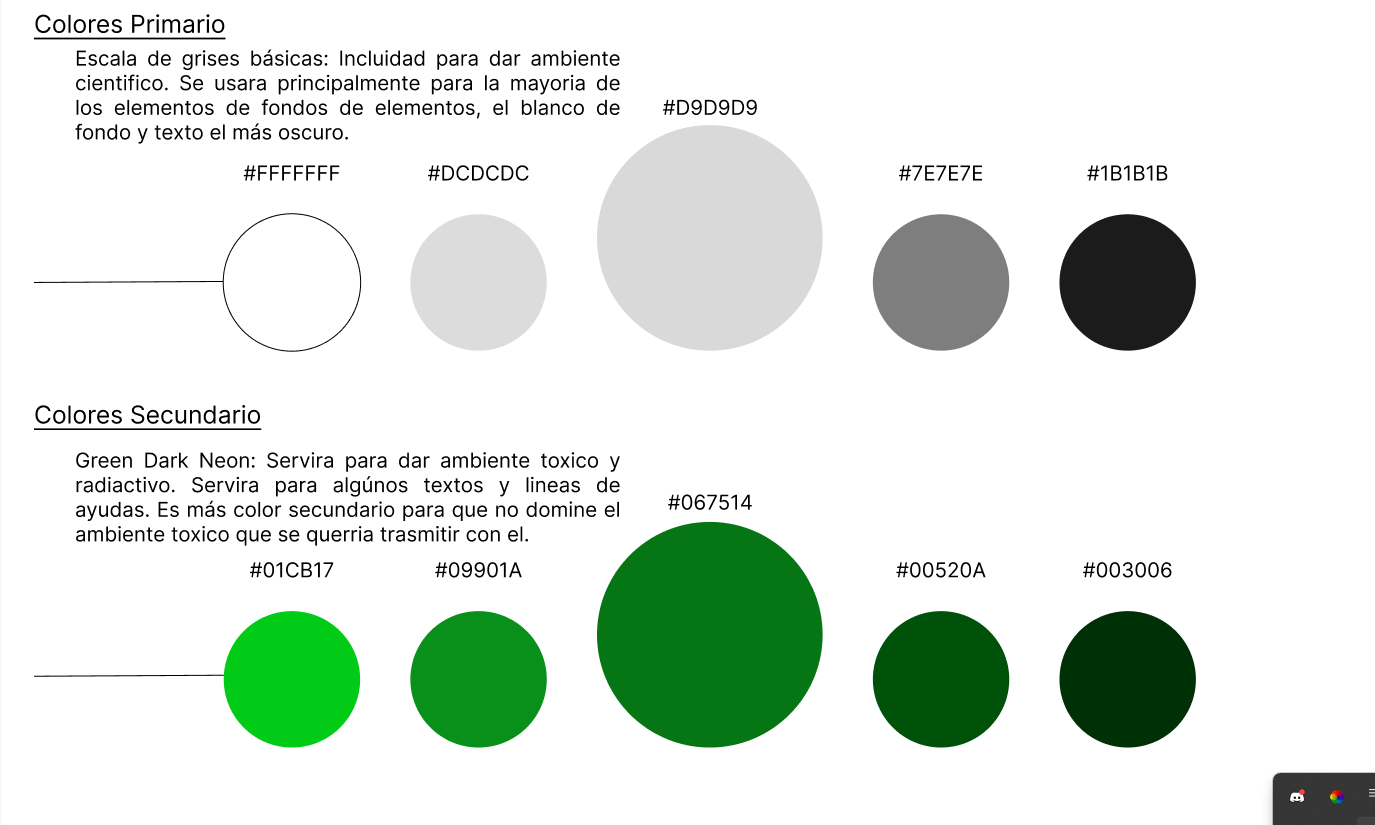 Colores Primario
Escala de grises básicas: Incluidad para dar ambiente
cientifico. Se usara principalmente para la mayoria de
los elementos de fondos de elementos, el blanco de
fondo y texto el más oscuro.
#D9D9D9
#FFFFFFF
#DCDCDC
#7E7E7E
#1B1B1B
Colores Secundario
Green Dark Neon: Servira para dar ambiente toxico y
radiactivo. Servira para algúnos textos y lineas de
ayudas. Es más color secundario para que no domine el
ambiente toxico que se querria trasmitir con el.
#067514
#01CB17
#09901A
#00520A
#003006